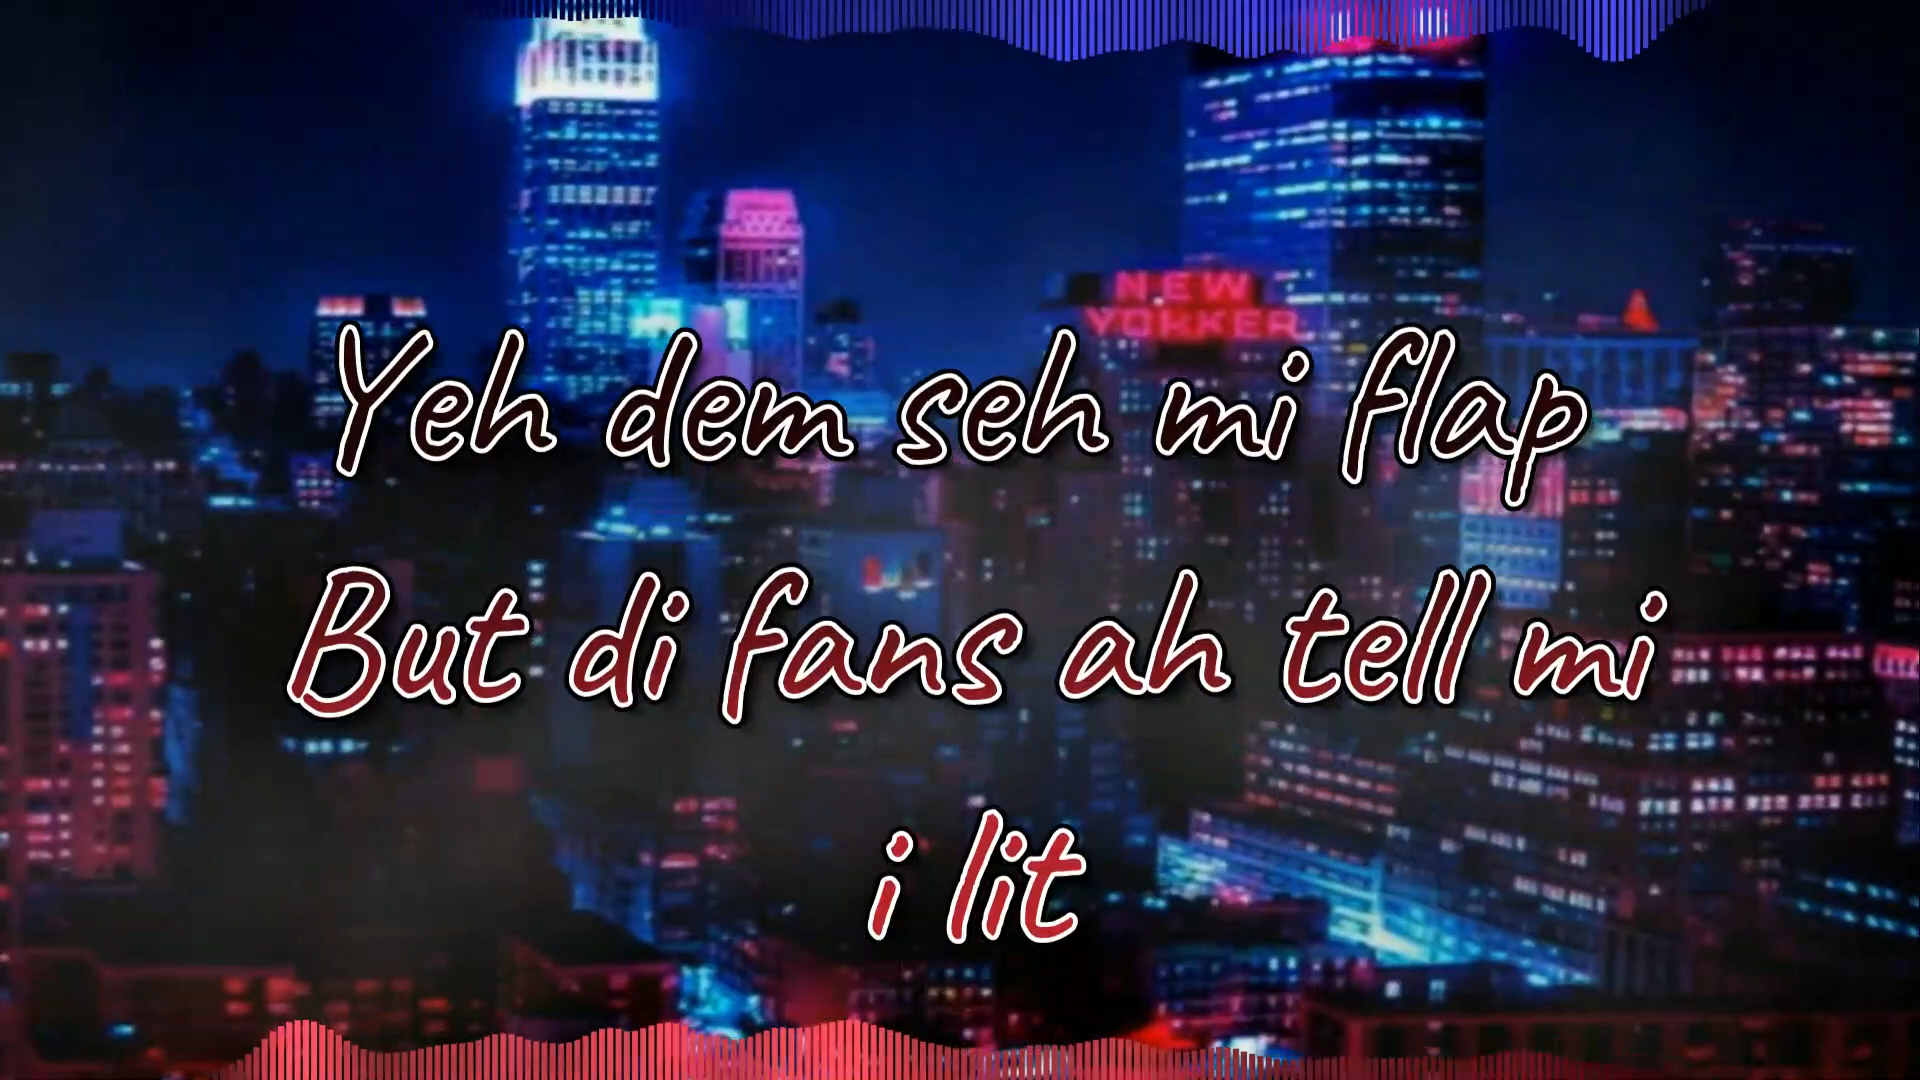 NEW
YORKER
Yeh dem seh mi flap
But di fans ah tell mi
i lit